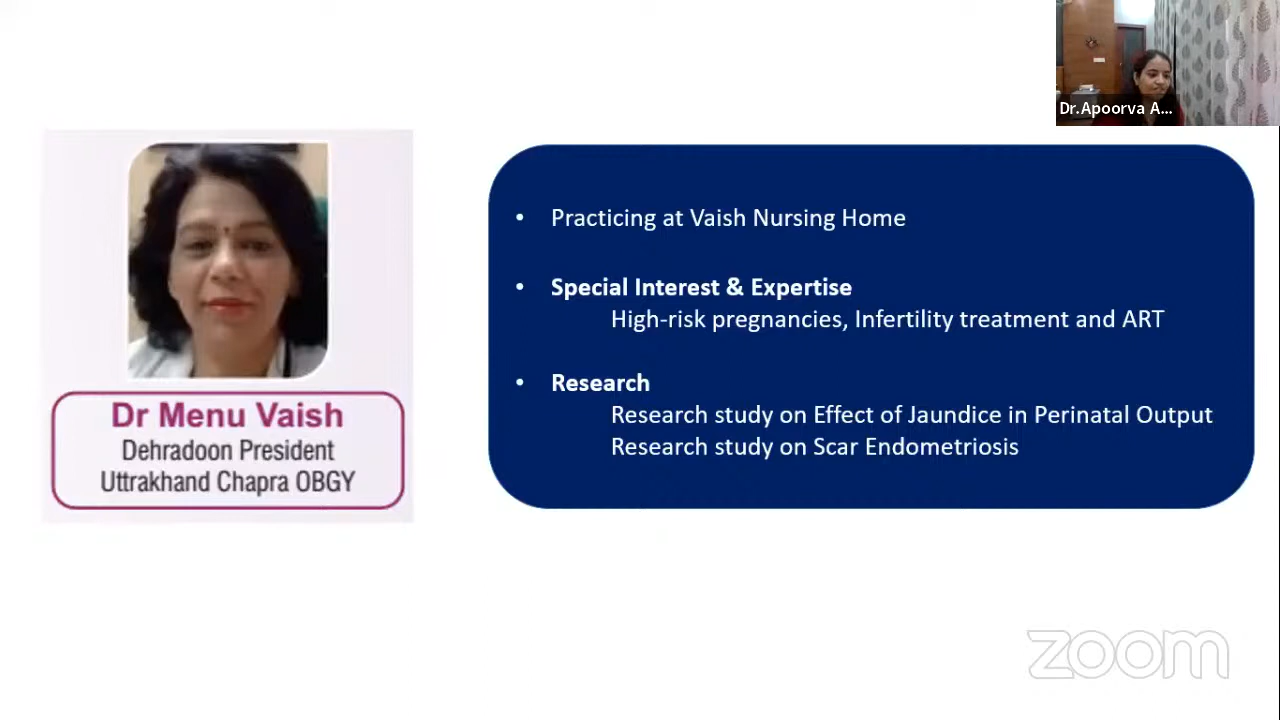 Dr.Apoorva A...
Dr Menu Vaish
Dehradoon President
Uttrakhand Chapra OBGY
• Practicing at Vaish Nursing Home
• Special Interest & Expertise
High-risk pregnancies, Infertility treatment and ART
• Research
Research study on Effect of Jaundice in Perinatal Output
Research study on Scar Endometriosis
zoom